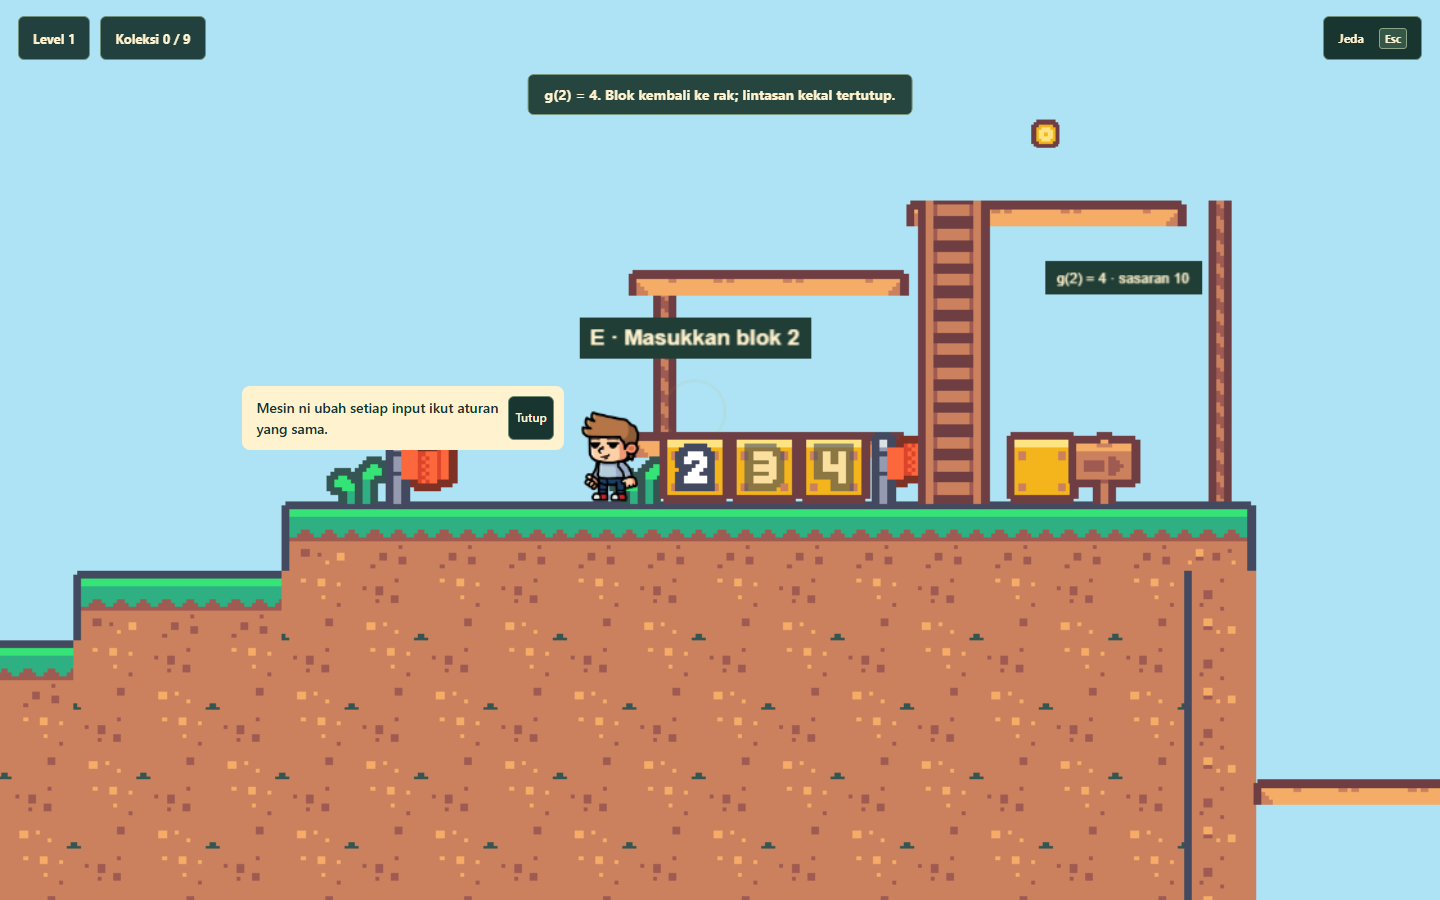 Level 1
Koleksi 0 / 9
Jeda Esc
g(2) = 4. Blok kembali ke rak; lintasan kekal tertutup.
g(2) = 4 · sasaran 10
E · Masukkan blok 2
Mesin ni ubah setiap input ikut aturan
yang sama.
Tutup
2 3 4